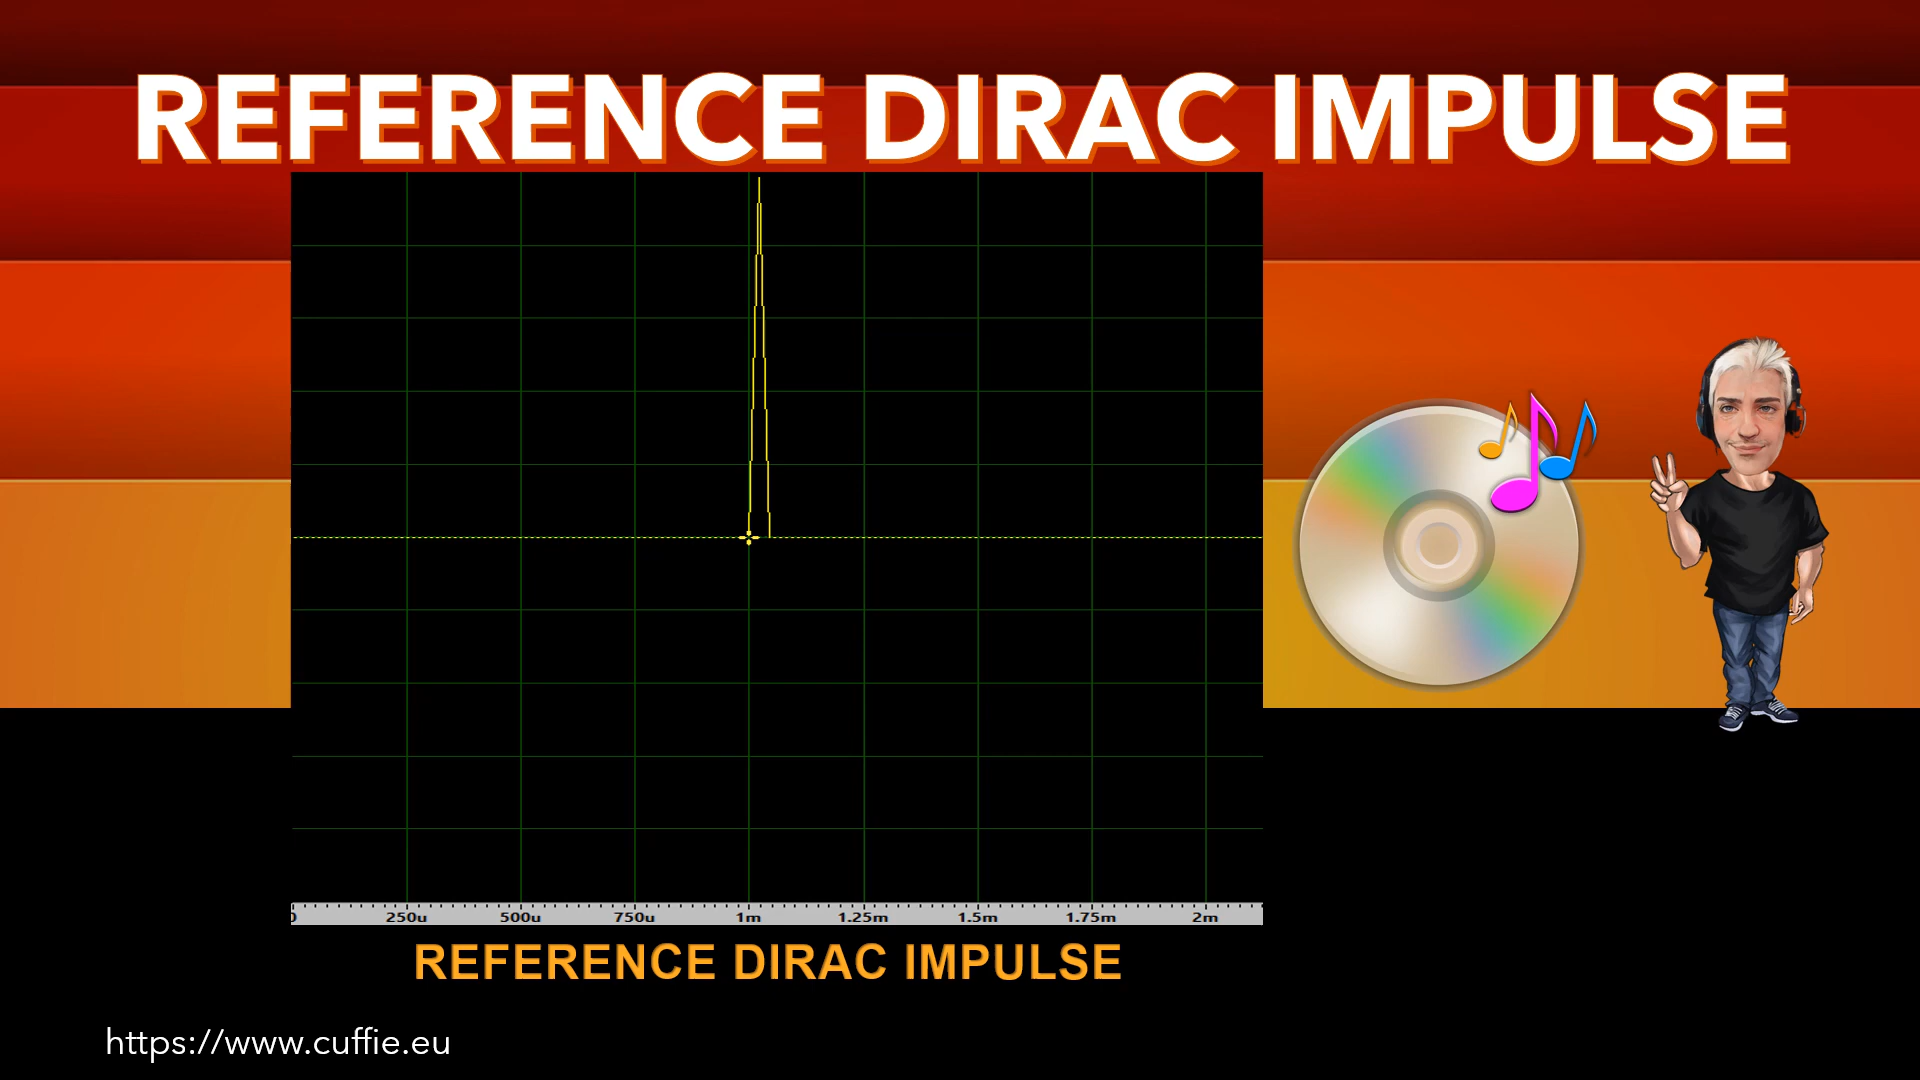 REFERENCE DIRAC IMPULSE
0 250u 500u 750u 1m 1.25m 1.5m 1.75m 2m
REFERENCE DIRAC IMPULSE
https://www.cuffie.eu